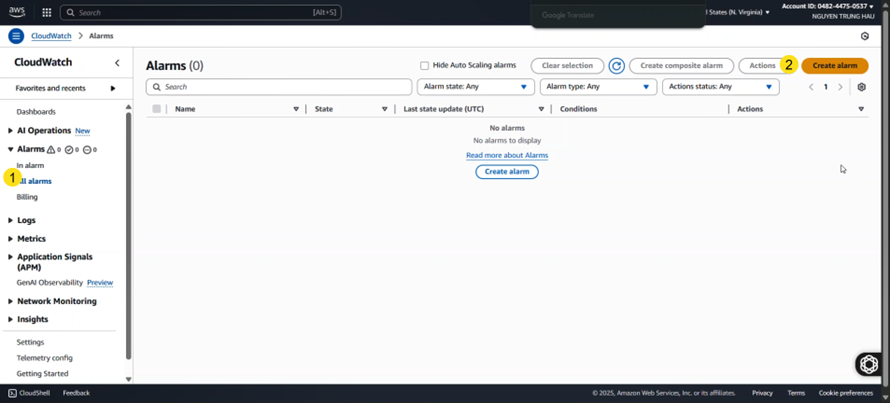 aws
Search [Alt+S]
Google Translate
States (N. Virginia)
Account ID: 0482-4475-0537
NGUYEN TRUNG HAU
CloudWatch > Alarms
CloudWatch
Favorites and recents
Dashboards
AI Operations New
Alarms 0 0 0
In alarm
1
All alarms
Billing
Logs
Metrics
Application Signals
(APM)
GenAI Observability Preview
Network Monitoring
Insights
Settings
Telemetry config
Getting Started
Alarms (0)
Hide Auto Scaling alarms
Clear selection
Create composite alarm
Actions
2
Create alarm
Search
Alarm state: Any
Alarm type: Any
Actions status: Any
1
Name State Last state update (UTC) Conditions Actions
No alarms
No alarms to display
Read more about Alarms
Create alarm
CloudShell Feedback
© 2025, Amazon Web Services, Inc. or its affiliates. Privacy Terms Cookie preferences